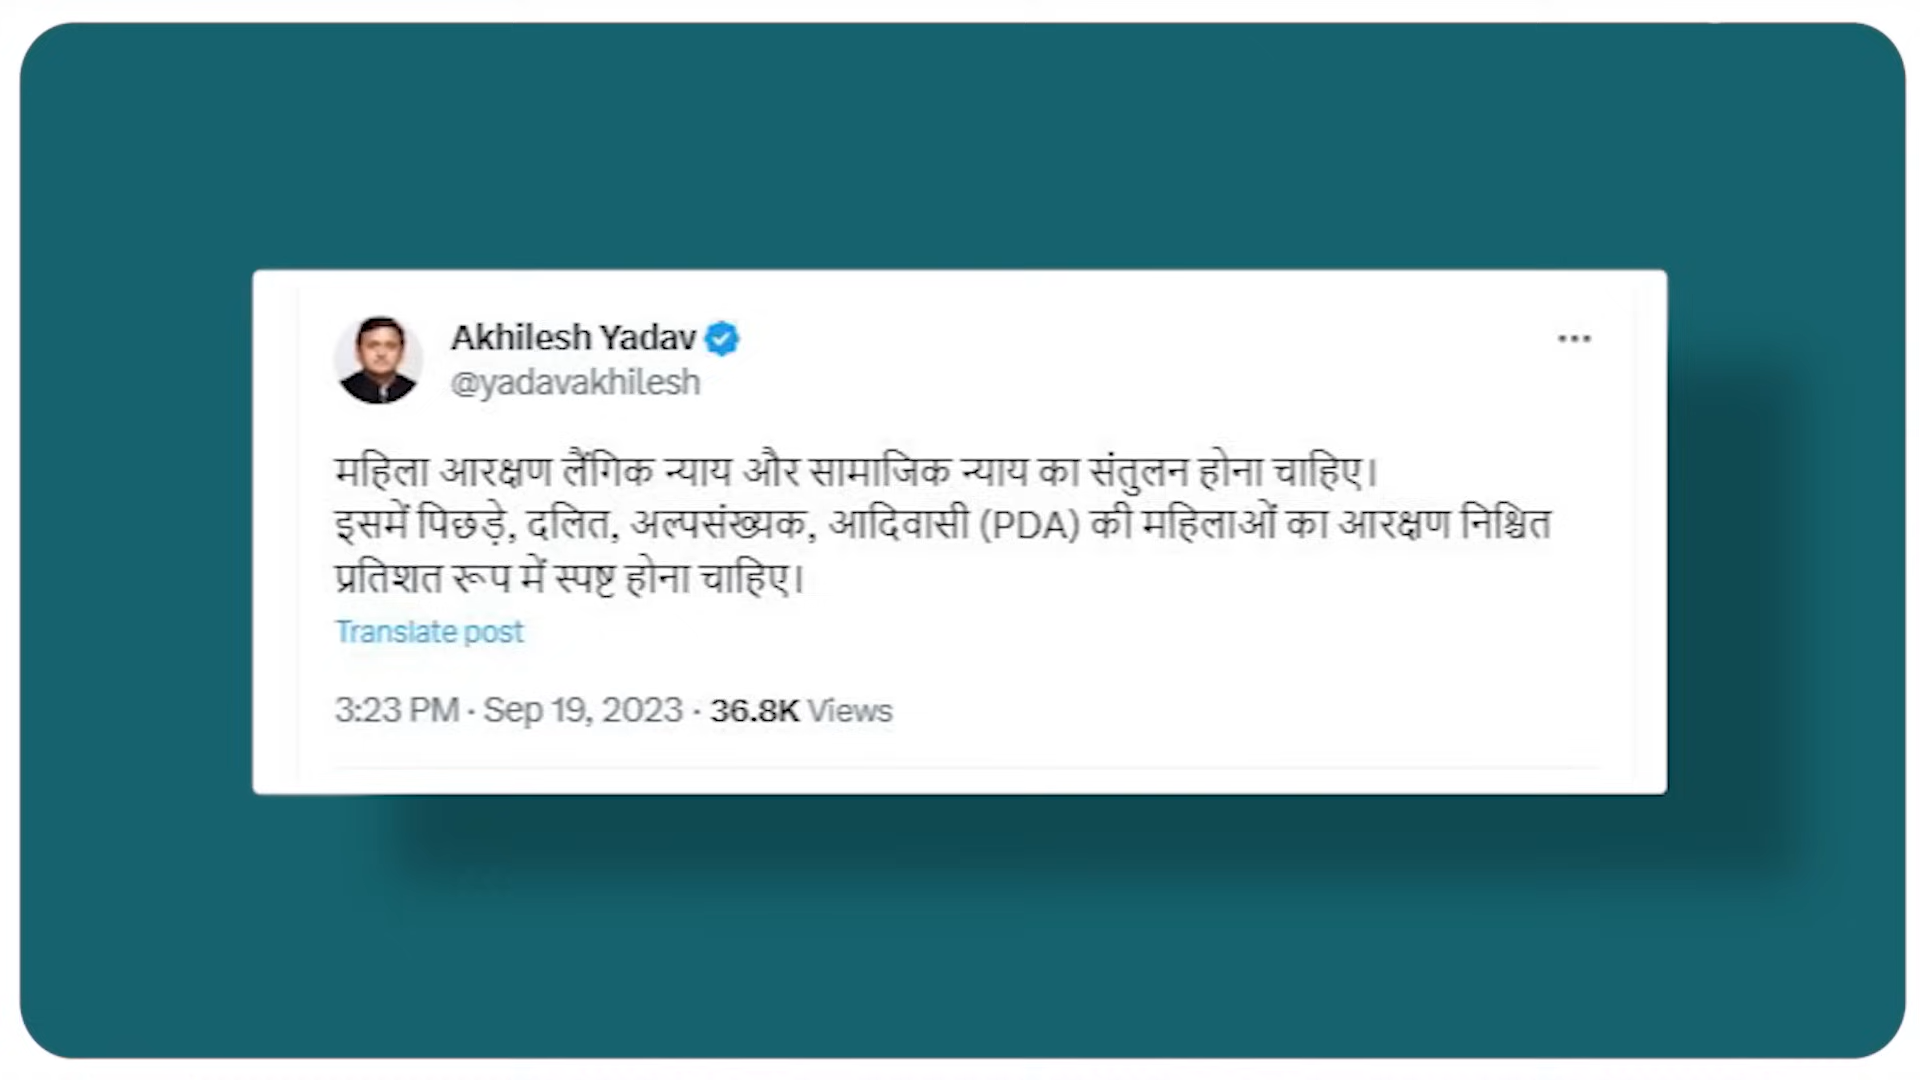 Akhilesh Yadav
@yadavakhilesh
महिला आरक्षण लैंगिक न्याय और सामाजिक न्याय का संतुलन होना चाहिए।
इसमें पिछड़े, दलित, अल्पसंख्यक, आदिवासी (PDA) की महिलाओं का आरक्षण निश्चित
प्रतिशत रूप में स्पष्ट होना चाहिए।
Translate post
3:23 PM · Sep 19, 2023 · 36.8K Views